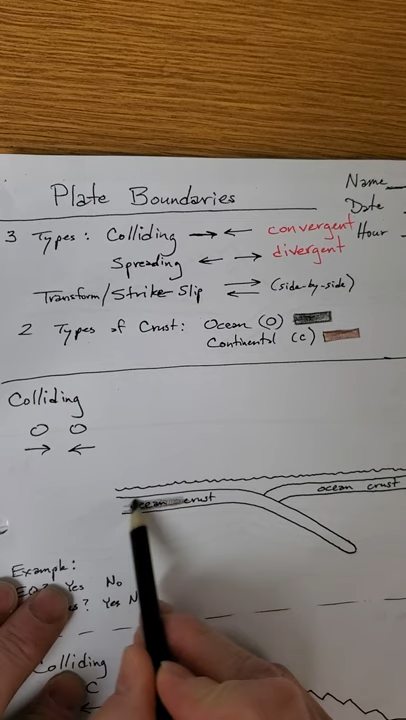 Plate Boundaries
Name
Date
Hour
3 Types: Colliding → ← convergent
Spreading ← → divergent
Transform/Strike Slip (side-by-side)
2 Types of Crust: Ocean (O)
Continental (C)
Colliding
O O
→ ←
ocean crust
ocean crust
Example:
EQ? Yes No
? Yes N
Colliding
C
←